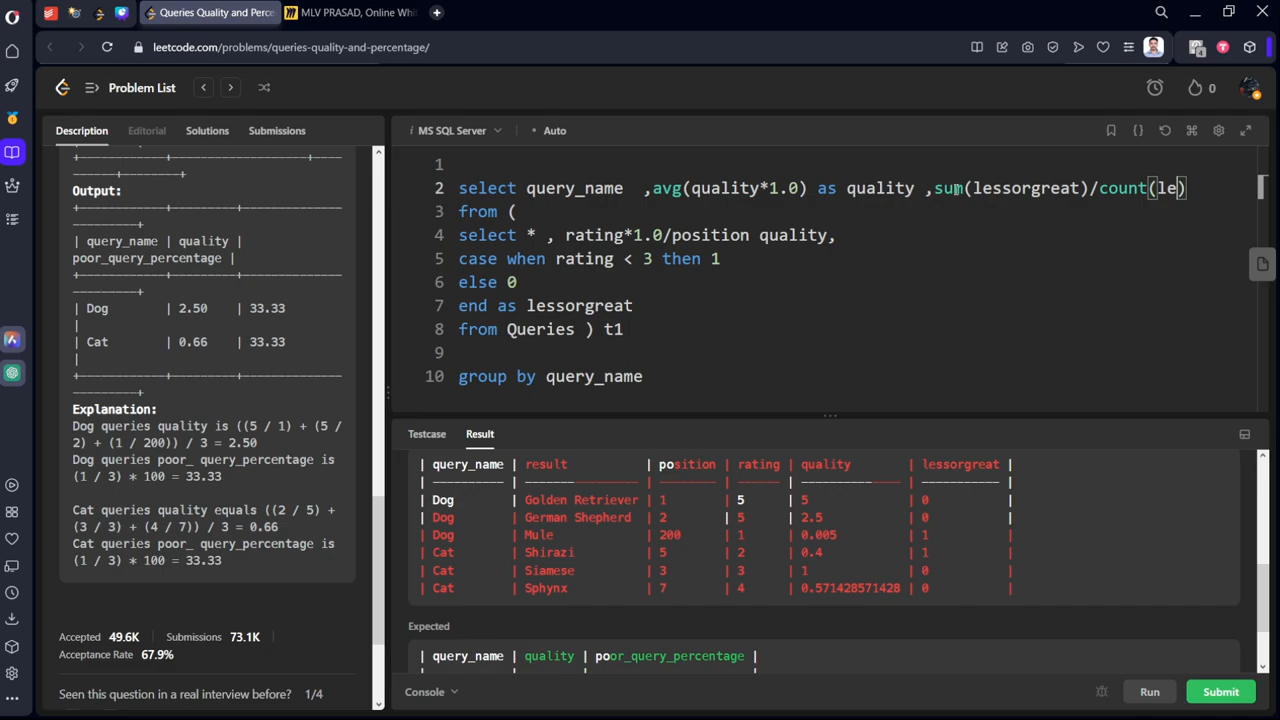 Queries Quality and Perce
MLV PRASAD, Online Whi
leetcode.com/problems/queries-quality-and-percentage/
4
Problem List
0
Description
Editorial
Solutions
Submissions
MS SQL Server
Auto
+------------+-------------------+----
------+--------+
Output:
+------------+---------+--------------
---------+
| query_name | quality |
poor_query_percentage |
+------------+---------+--------------
---------+
| Dog | 2.50 | 33.33
|
| Cat | 0.66 | 33.33
|
+------------+---------+--------------
---------+
Explanation:
Dog queries quality is ((5 / 1) + (5 /
2) + (1 / 200)) / 3 = 2.50
Dog queries poor_ query_percentage is
(1 / 3) * 100 = 33.33
Cat queries quality equals ((2 / 5) +
(3 / 3) + (4 / 7)) / 3 = 0.66
Cat queries poor_ query_percentage is
(1 / 3) * 100 = 33.33
Accepted 49.6K
Submissions 73.1K
Acceptance Rate 67.9%
Seen this question in a real interview before? 1/4
1
2 select query_name ,avg(quality*1.0) as quality ,sum(lessorgreat)/count(le)
3 from (
4 select * , rating*1.0/position quality,
5 case when rating < 3 then 1
6 else 0
7 end as lessorgreat
8 from Queries ) t1
9
10 group by query_name
Testcase
Result
| query_name | result | position | rating | quality | lessorgreat |
| Dog | Golden Retriever | 1 | 5 | 5 | 0 |
| Dog | German Shepherd | 2 | 5 | 2.5 | 0 |
| Dog | Mule | 200 | 1 | 0.005 | 1 |
| Cat | Shirazi | 5 | 2 | 0.4 | 1 |
| Cat | Siamese | 3 | 3 | 1 | 0 |
| Cat | Sphynx | 7 | 4 | 0.571428571428 | 0 |
Expected
| query_name | quality | poor_query_percentage |
Console
Run
Submit